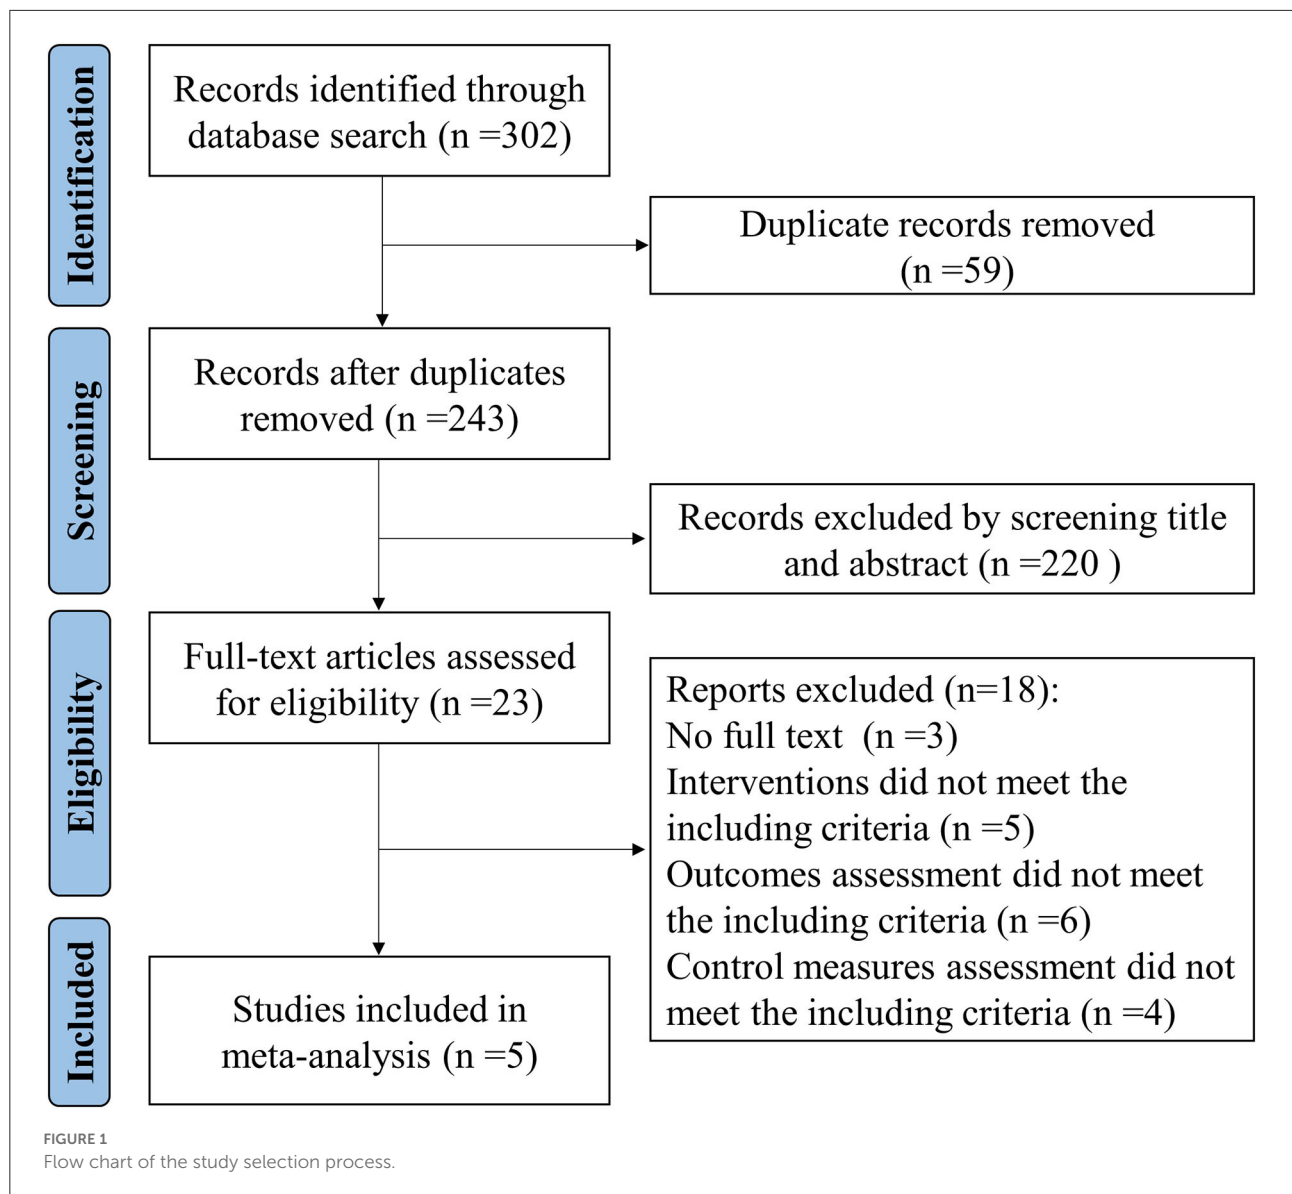 Identification
Records identified through
database search (n =302)
Duplicate records removed
(n =59)
Screening
Records after duplicates
removed (n =243)
Records excluded by screening title
and abstract (n =220 )
Eligibility
Full-text articles assessed
for eligibility (n =23)
Reports excluded (n=18):
No full text (n =3)
Interventions did not meet the
including criteria (n =5)
Outcomes assessment did not meet
the including criteria (n =6)
Control measures assessment did not
meet the including criteria (n =4)
Included
Studies included in
meta-analysis (n =5)
FIGURE 1
Flow chart of the study selection process.